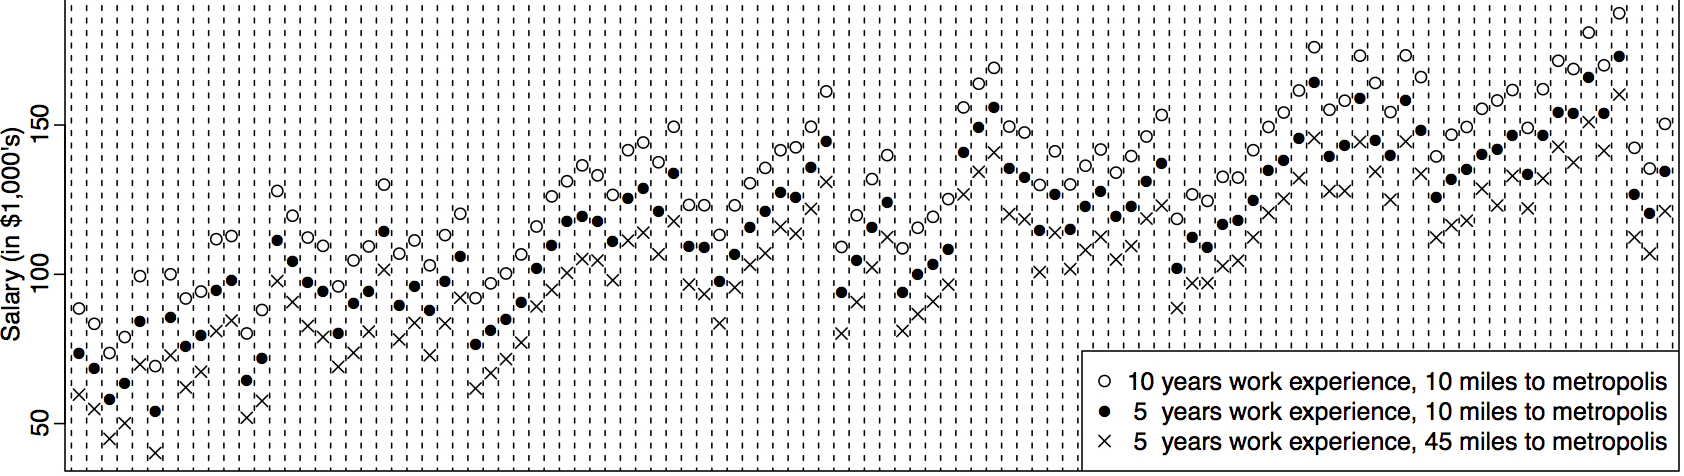 Salary (in $1,000's)
150
100
50
10 years work experience, 10 miles to metropolis
5 years work experience, 10 miles to metropolis
5 years work experience, 45 miles to metropolis